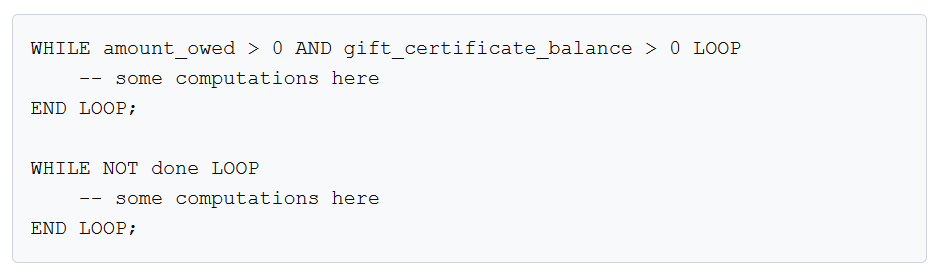 WHILE amount_owed > 0 AND gift_certificate_balance > 0 LOOP
    -- some computations here
END LOOP;

WHILE NOT done LOOP
    -- some computations here
END LOOP;